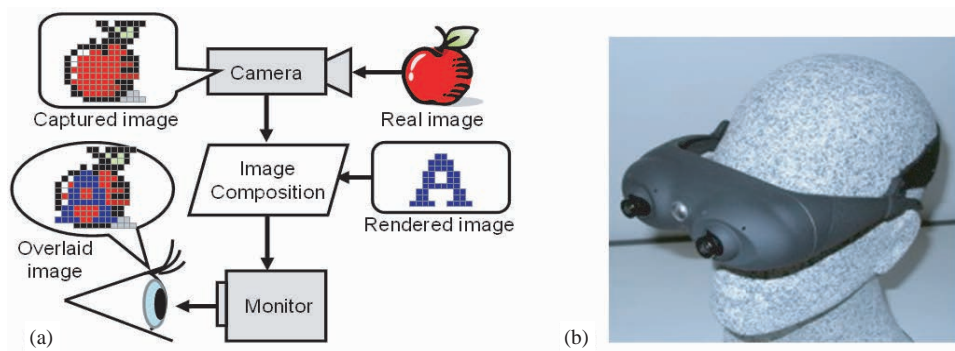 Camera
Captured image
Real image
Image
Composition
A
Rendered image
A
Overlaid
image
Monitor
(a)
(b)